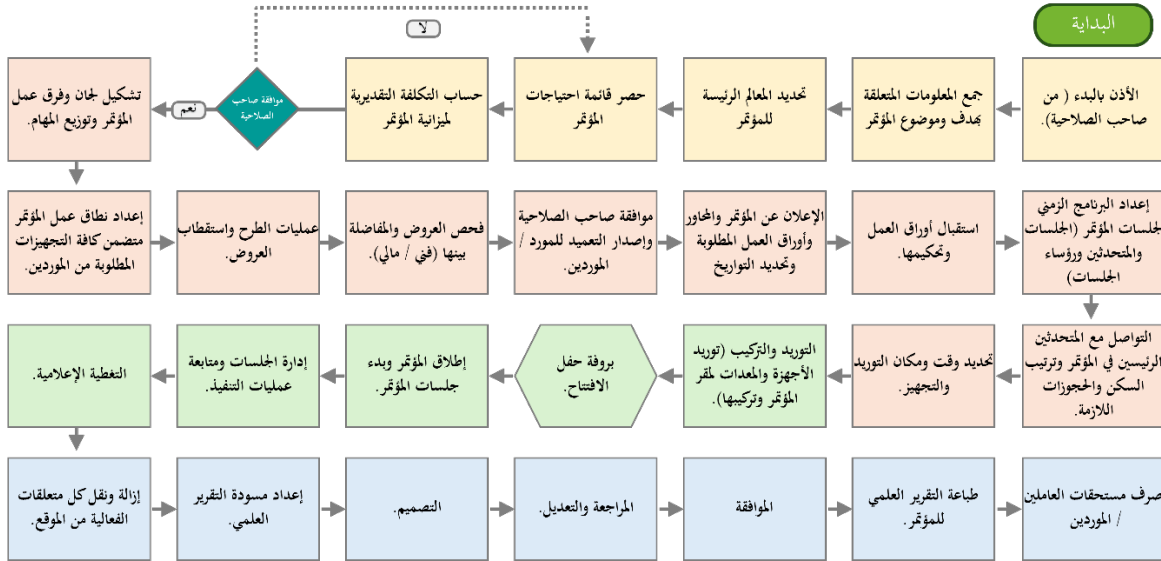 البداية
لا
الأذن بالبدء ( من
صاحب الصلاحية).
جمع المعلومات المتعلقة
بهدف وموضوع المؤتمر
تحديد المعالم الرئيسة
للمؤتمر
حصر قائمة احتياجات
المؤتمر
حساب التكلفة التقديرية
لميزانية المؤتمر
موافقة صاحب
الصلاحية
نعم
تشكيل لجان وفرق عمل
المؤتمر وتوزيع المهام.
إعداد نطاق عمل المؤتمر
متضمن كافة التجهيزات
المطلوبة من الموردين.
عمليات الطرح واستقطاب
العروض.
فحص العروض والمفاضلة
بينها (فني / مالي).
موافقة صاحب الصلاحية
وإصدار التعميد للمورد /
الموردين.
الإعلان عن المؤتمر والمحاور
وأوراق العمل المطلوبة
وتحديد التواريخ
استقبال أوراق العمل
وتحكيمها.
إعداد البرنامج الزمني
لجلسات المؤتمر (الجلسات
والمتحدثين ورؤساء
الجلسات)
التواصل مع المتحدثين
الرئيسين في المؤتمر وترتيب
السكن والحجوزات
اللازمة.
تحديد وقت ومكان التوريد
والتجهيز.
التوريد والتركيب (توريد
الأجهزة والمعدات لمقر
المؤتمر وتركيبها).
بروفة حفل
الافتتاح.
إطلاق المؤتمر وبدء
جلسات المؤتمر.
إدارة الجلسات ومتابعة
عمليات التنفيذ.
التغطية الإعلامية.
إزالة ونقل كل متعلقات
الفعالية من الموقع.
إعداد مسودة التقرير
العلمي.
التصميم.
المراجعة والتعديل.
الموافقة
طباعة التقرير العلمي
للمؤتمر.
صرف مستحقات العاملين
/ الموردين